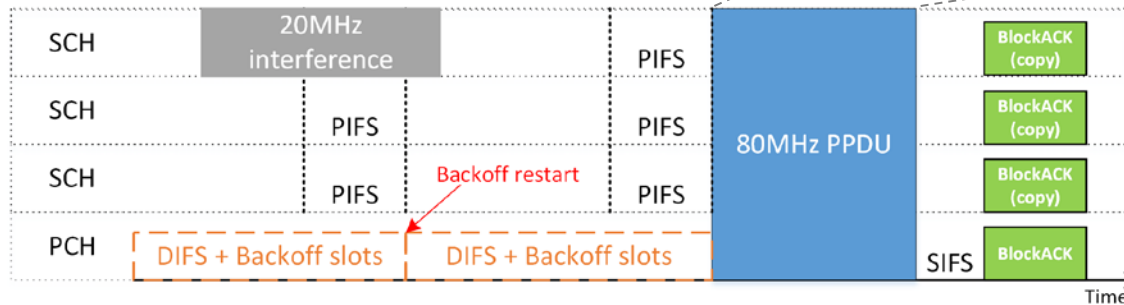 SCH
20MHz
interference
PIFS
BlockACK
(copy)
SCH
PIFS
PIFS
80MHz PPDU
BlockACK
(copy)
SCH
PIFS
Backoff restart
PIFS
BlockACK
(copy)
PCH
DIFS + Backoff slots
DIFS + Backoff slots
SIFS
BlockACK
Time